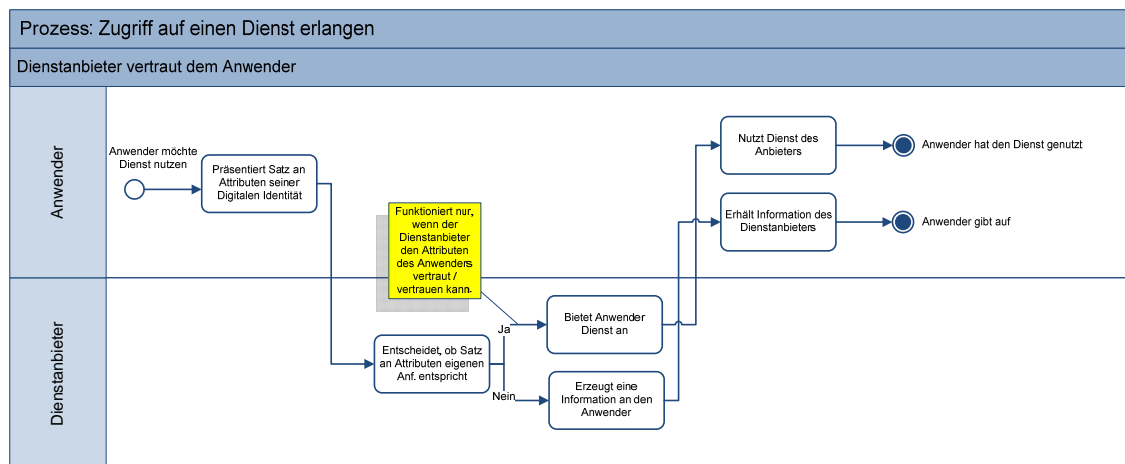 Prozess: Zugriff auf einen Dienst erlangen
Dienstanbieter vertraut dem Anwender
Anwender
Anwender möchte
Dienst nutzen
Präsentiert Satz an
Attributen seiner
Digitalen Identität
Funktioniert nur,
wenn der
Dienstanbieter
den Attributen
des Anwenders
vertraut /
vertrauen kann.
Nutzt Dienst des
Anbieters
Anwender hat den Dienst genutzt
Erhält Information des
Dienstanbieters
Anwender gibt auf
Dienstanbieter
Entscheidet, ob Satz
an Attributen eigenen
Anf. entspricht
Ja
Nein
Bietet Anwender
Dienst an
Erzeugt eine
Information an den
Anwender